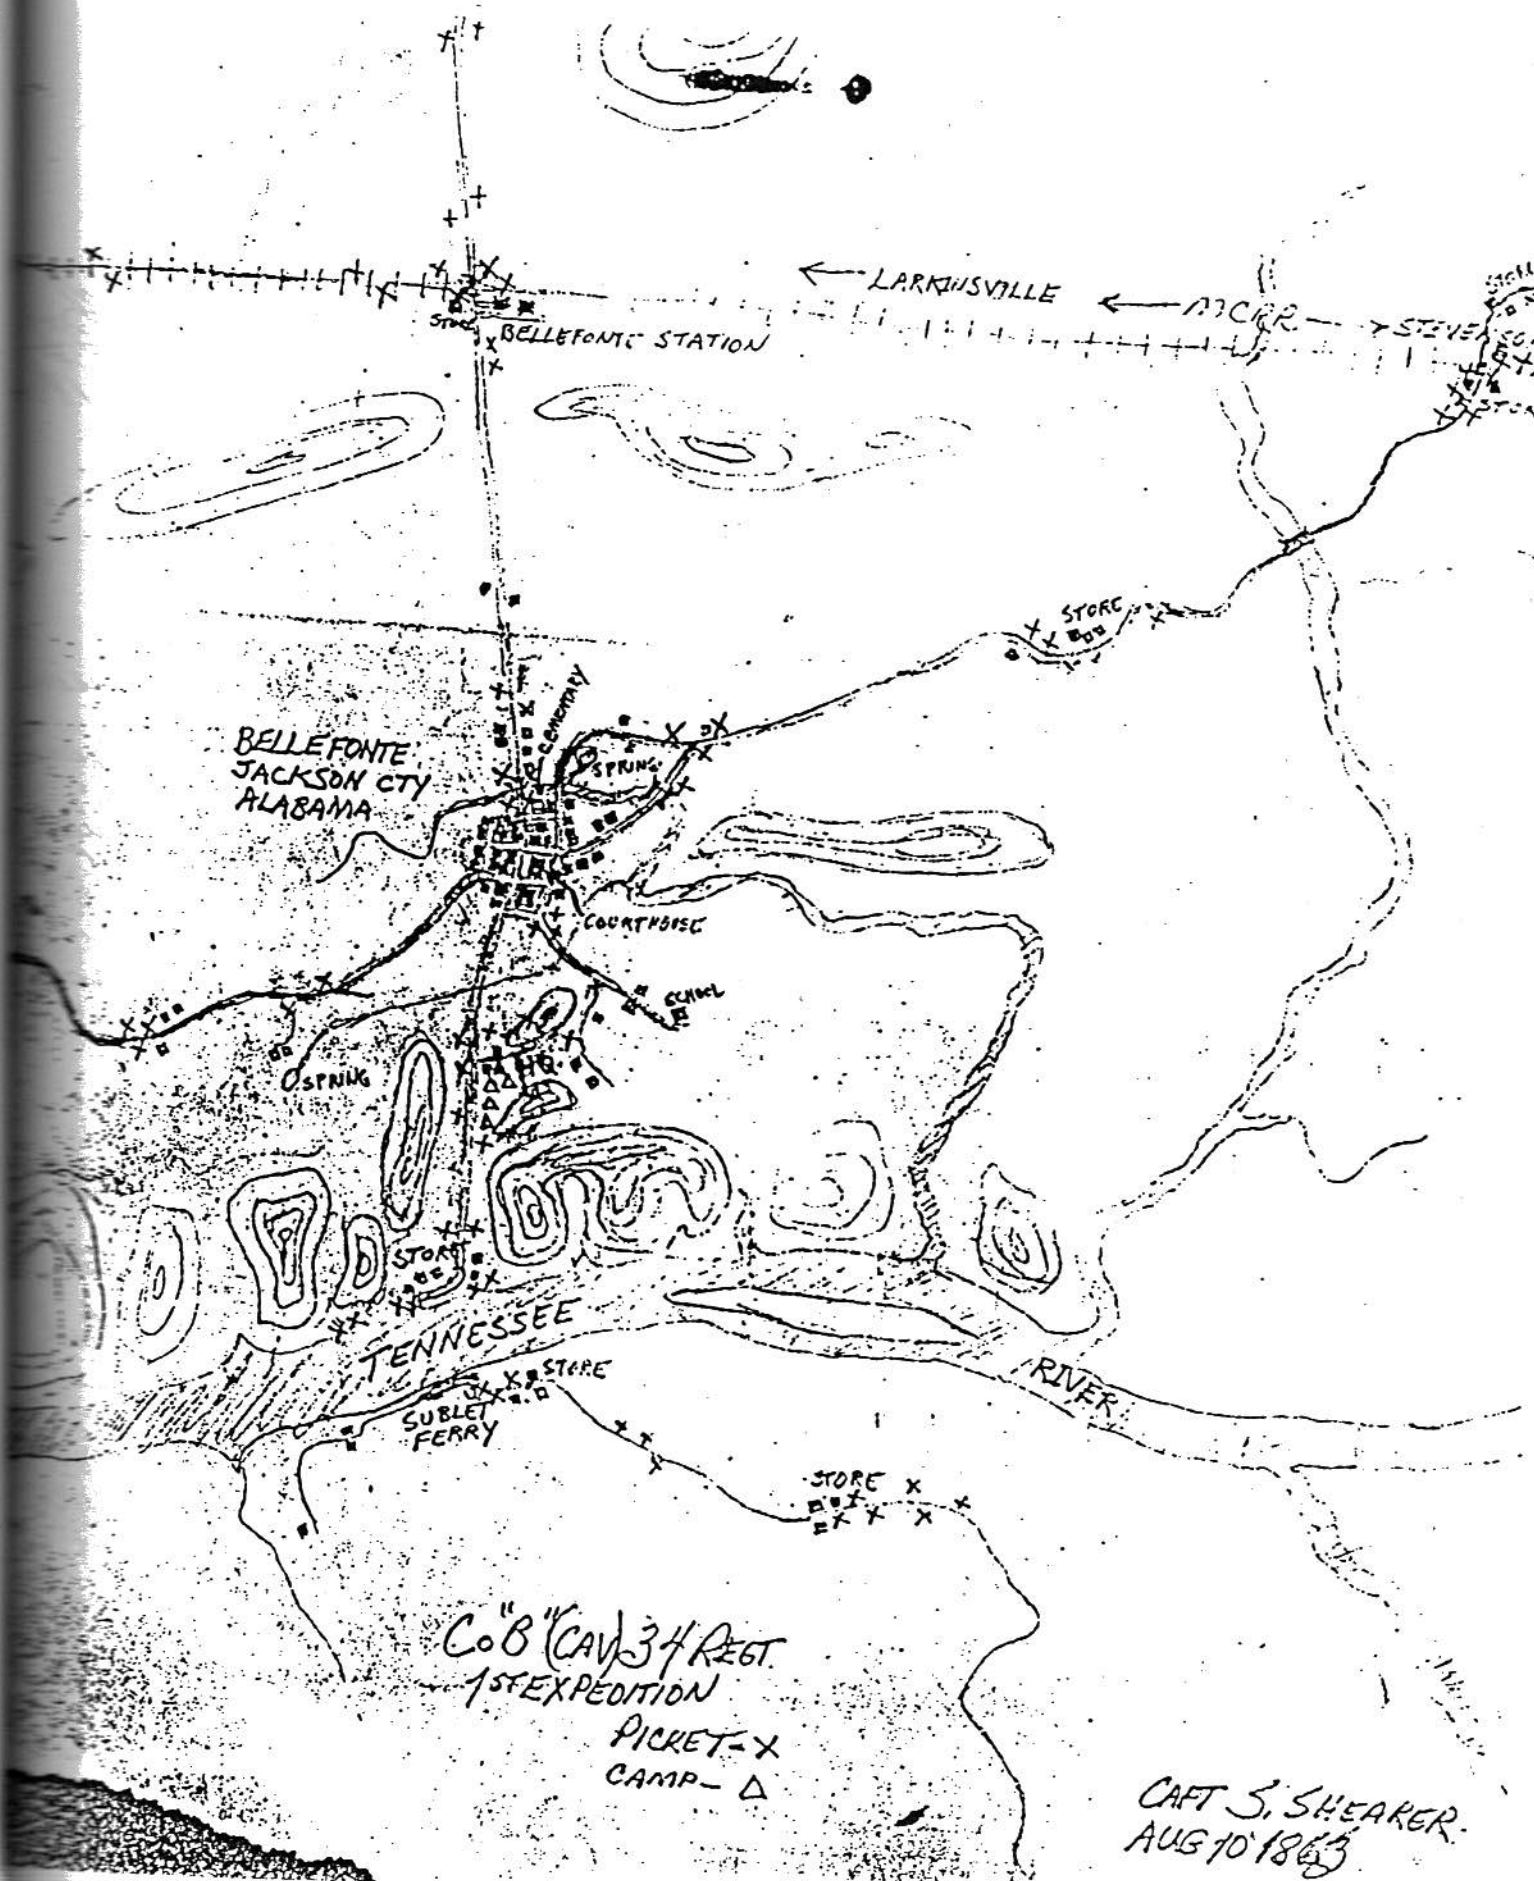 LARKINSVILLE
MCRR.
STORE
BELLEFONTE STATION
STORE
CEMENTARY
SPRING
BELLEFONTE
JACKSON CTY
ALABAMA
COURTHOUSE
SCHOOL
SPRING
HQ.
STORE
TENNESSEE
RIVER
STORE
SUBLET
FERRY
STORE
Co "B" (CAV) 34 REGT.
1ST EXPEDITION
PICKET - X
CAMP - Δ
CAPT S. SHEARER.
AUG 10 1863